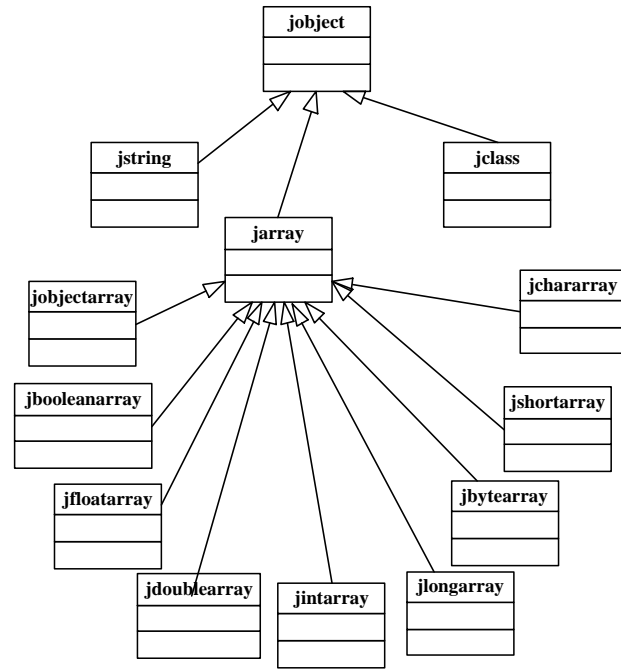 jobject
jstring
jclass
jarray
jobjectarray
jchararray
jbooleanarray
jshortarray
jfloatarray
jbytearray
jdoublearray
jintarray
jlongarray